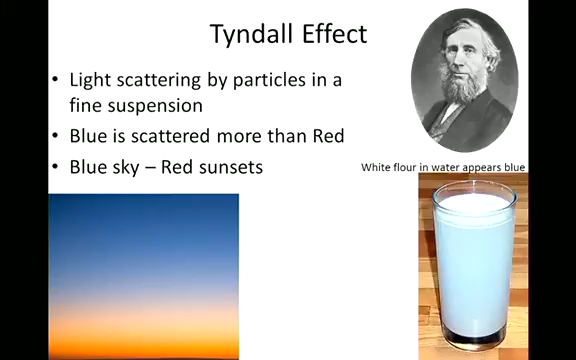 Tyndall Effect
• Light scattering by particles in a
fine suspension
• Blue is scattered more than Red
• Blue sky – Red sunsets
White flour in water appears blue